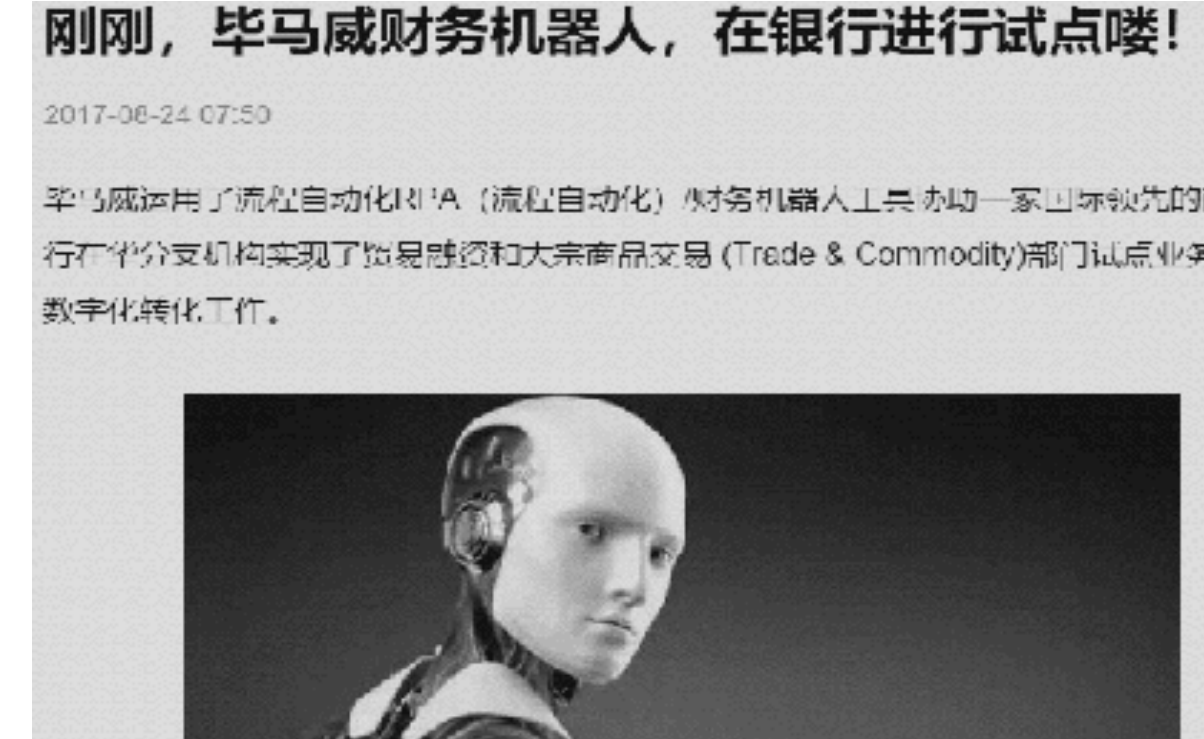 刚刚，毕马威财务机器人，在银行进行试点喽！
2017-08-24 07:50
毕马威运用了流程自动化RPA（流程自动化）/财务机器人工具协助一家国际领先的
行在华分支机构实现了贸易融资和大宗商品交易 (Trade & Commodity)部门试点业务
数字化转化工作。